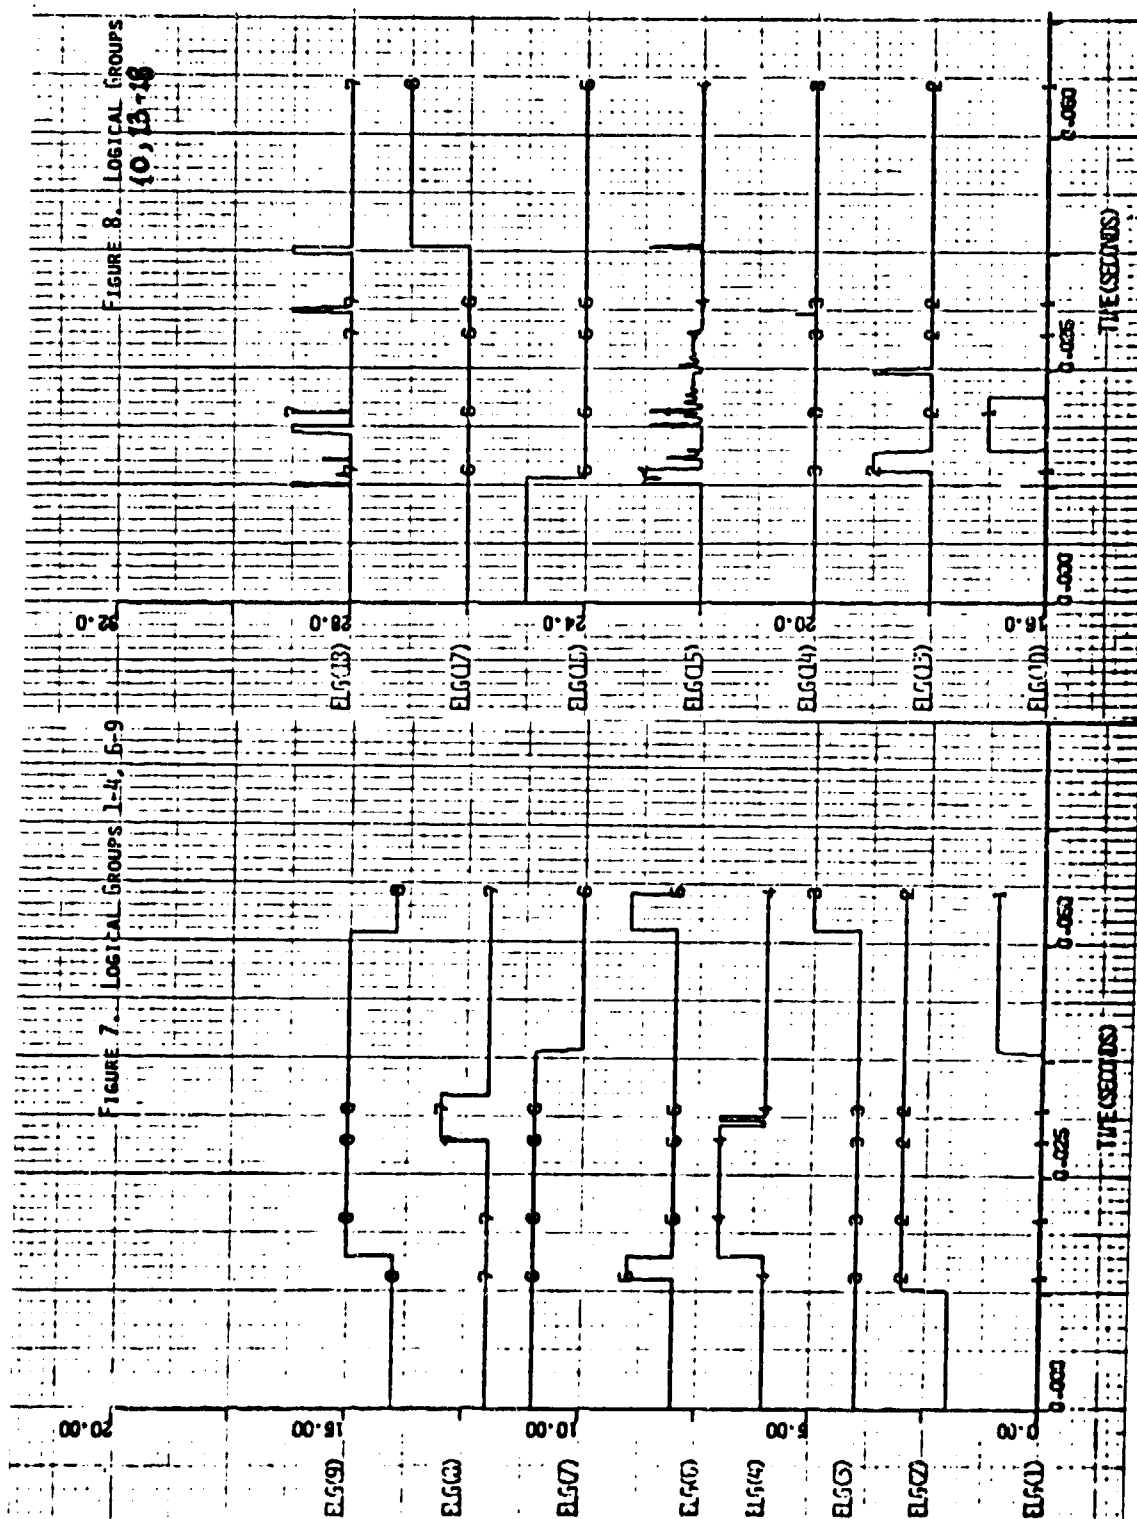 FIGURE 8. LOGICAL GROUPS
10, 13-18
32.0
28.0
24.0
20.0
16.0
ELG(18)
ELG(17)
ELG(16)
ELG(15)
ELG(14)
ELG(13)
ELG(10)
0.000
0.025
0.050
TIME(SECONDS)
FIGURE 7. LOGICAL GROUPS 1-4, 6-9
20.00
15.00
10.00
5.00
0.00
ELG(9)
ELG(8)
ELG(7)
ELG(6)
ELG(4)
ELG(3)
ELG(2)
ELG(1)
0.000
0.025
0.050
TIME(SECONDS)